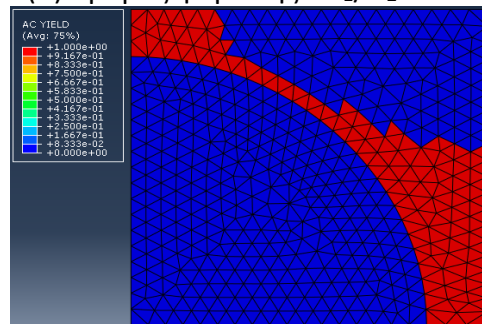 AC YIELD
(Avg: 75%)
+1.000e+00
+9.167e-01
+8.333e-01
+7.500e-01
+6.667e-01
+5.833e-01
+5.000e-01
+4.167e-01
+3.333e-01
+2.500e-01
+1.667e-01
+8.333e-02
+0.000e+00